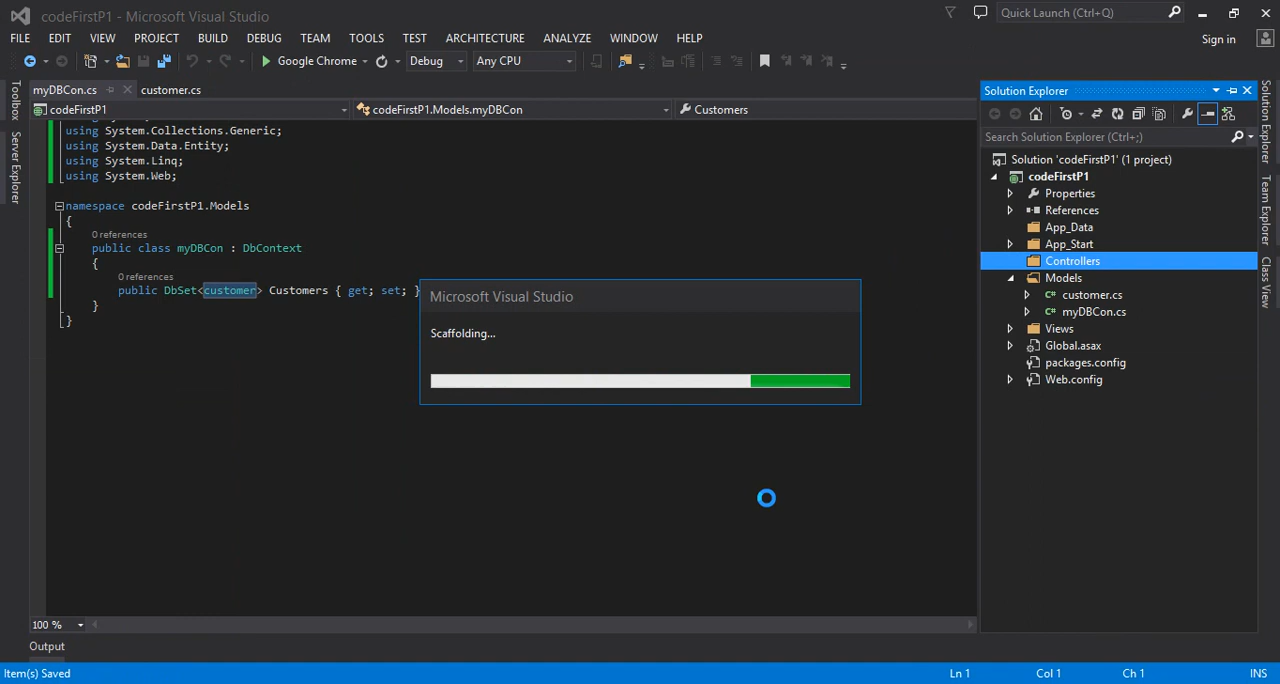 codeFirstP1 - Microsoft Visual Studio
Quick Launch (Ctrl+Q)
FILE EDIT VIEW PROJECT BUILD DEBUG TEAM TOOLS TEST ARCHITECTURE ANALYZE WINDOW HELP
Sign in
Google Chrome Debug Any CPU
myDBCon.cs customer.cs
codeFirstP1 codeFirstP1.Models.myDBCon Customers
using System.Collections.Generic;
using System.Data.Entity;
using System.Linq;
using System.Web;
namespace codeFirstP1.Models
{
0 references
public class myDBCon : DbContext
{
0 references
public DbSet<customer> Customers { get; set; }
}
}
Microsoft Visual Studio
Scaffolding...
100 %
Output
Toolbox
Server Explorer
Solution Explorer
Search Solution Explorer (Ctrl+;)
Solution 'codeFirstP1' (1 project)
codeFirstP1
Properties
References
App_Data
App_Start
Controllers
Models
C# customer.cs
C# myDBCon.cs
Views
Global.asax
packages.config
Web.config
Solution Explorer
Team Explorer
Class View
Item(s) Saved Ln 1 Col 1 Ch 1 INS